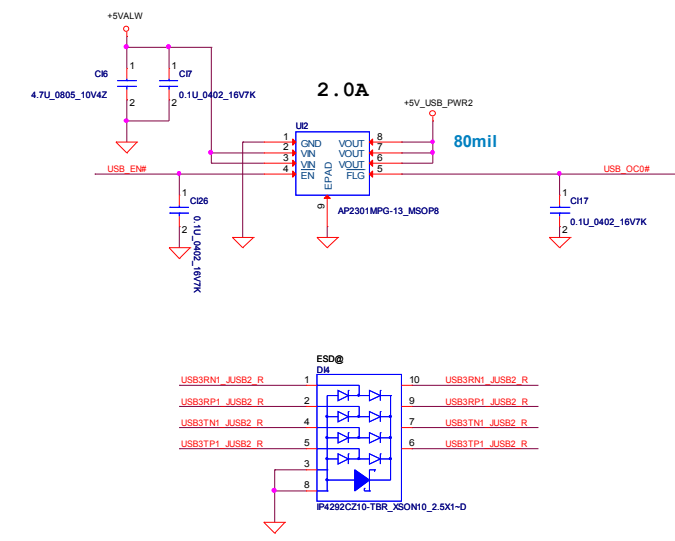 +5VALW
CI6
1
2
4.7U_0805_10V4Z
CI7
1
2
0.1U_0402_16V7K
2.0A
+5V_USB_PWR2
80mil
UI2
1 GND VOUT 8
2 VIN VOUT 7
3 VIN VOUT 6
4 EN FLG 5
EPAD
9
AP2301MPG-13_MSOP8
USB_EN#
USB_OC0#
1
CI26
2
0.1U_0402_16V7K
1
CI17
2
0.1U_0402_16V7K
ESD@
DI4
USB3RN1_JUSB2_R 1 10 USB3RN1_JUSB2_R
USB3RP1_JUSB2_R 2 9 USB3RP1_JUSB2_R
USB3TN1_JUSB2_R 4 7 USB3TN1_JUSB2_R
USB3TP1_JUSB2_R 5 6 USB3TP1_JUSB2_R
3
8
IP4292CZ10-TBR_XSON10_2.5X1~D